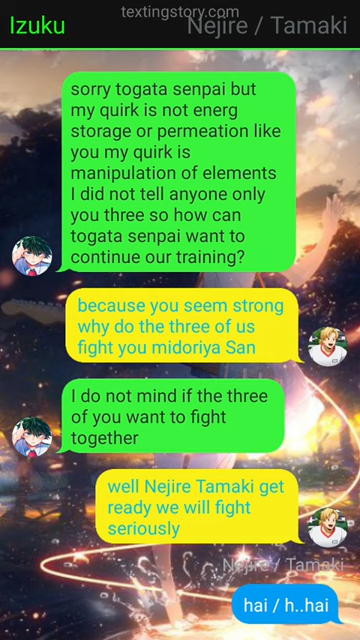 textingstory.com
Izuku
Nejire / Tamaki
sorry togata senpai but
my quirk is not energ
storage or permeation like
you my quirk is
manipulation of elements
I did not tell anyone only
you three so how can
togata senpai want to
continue our training?
because you seem strong
why do the three of us
fight you midoriya San
I do not mind if the three
of you want to fight
together
well Nejire Tamaki get
ready we will fight
seriously
Nejire / Tamaki
hai / h..hai